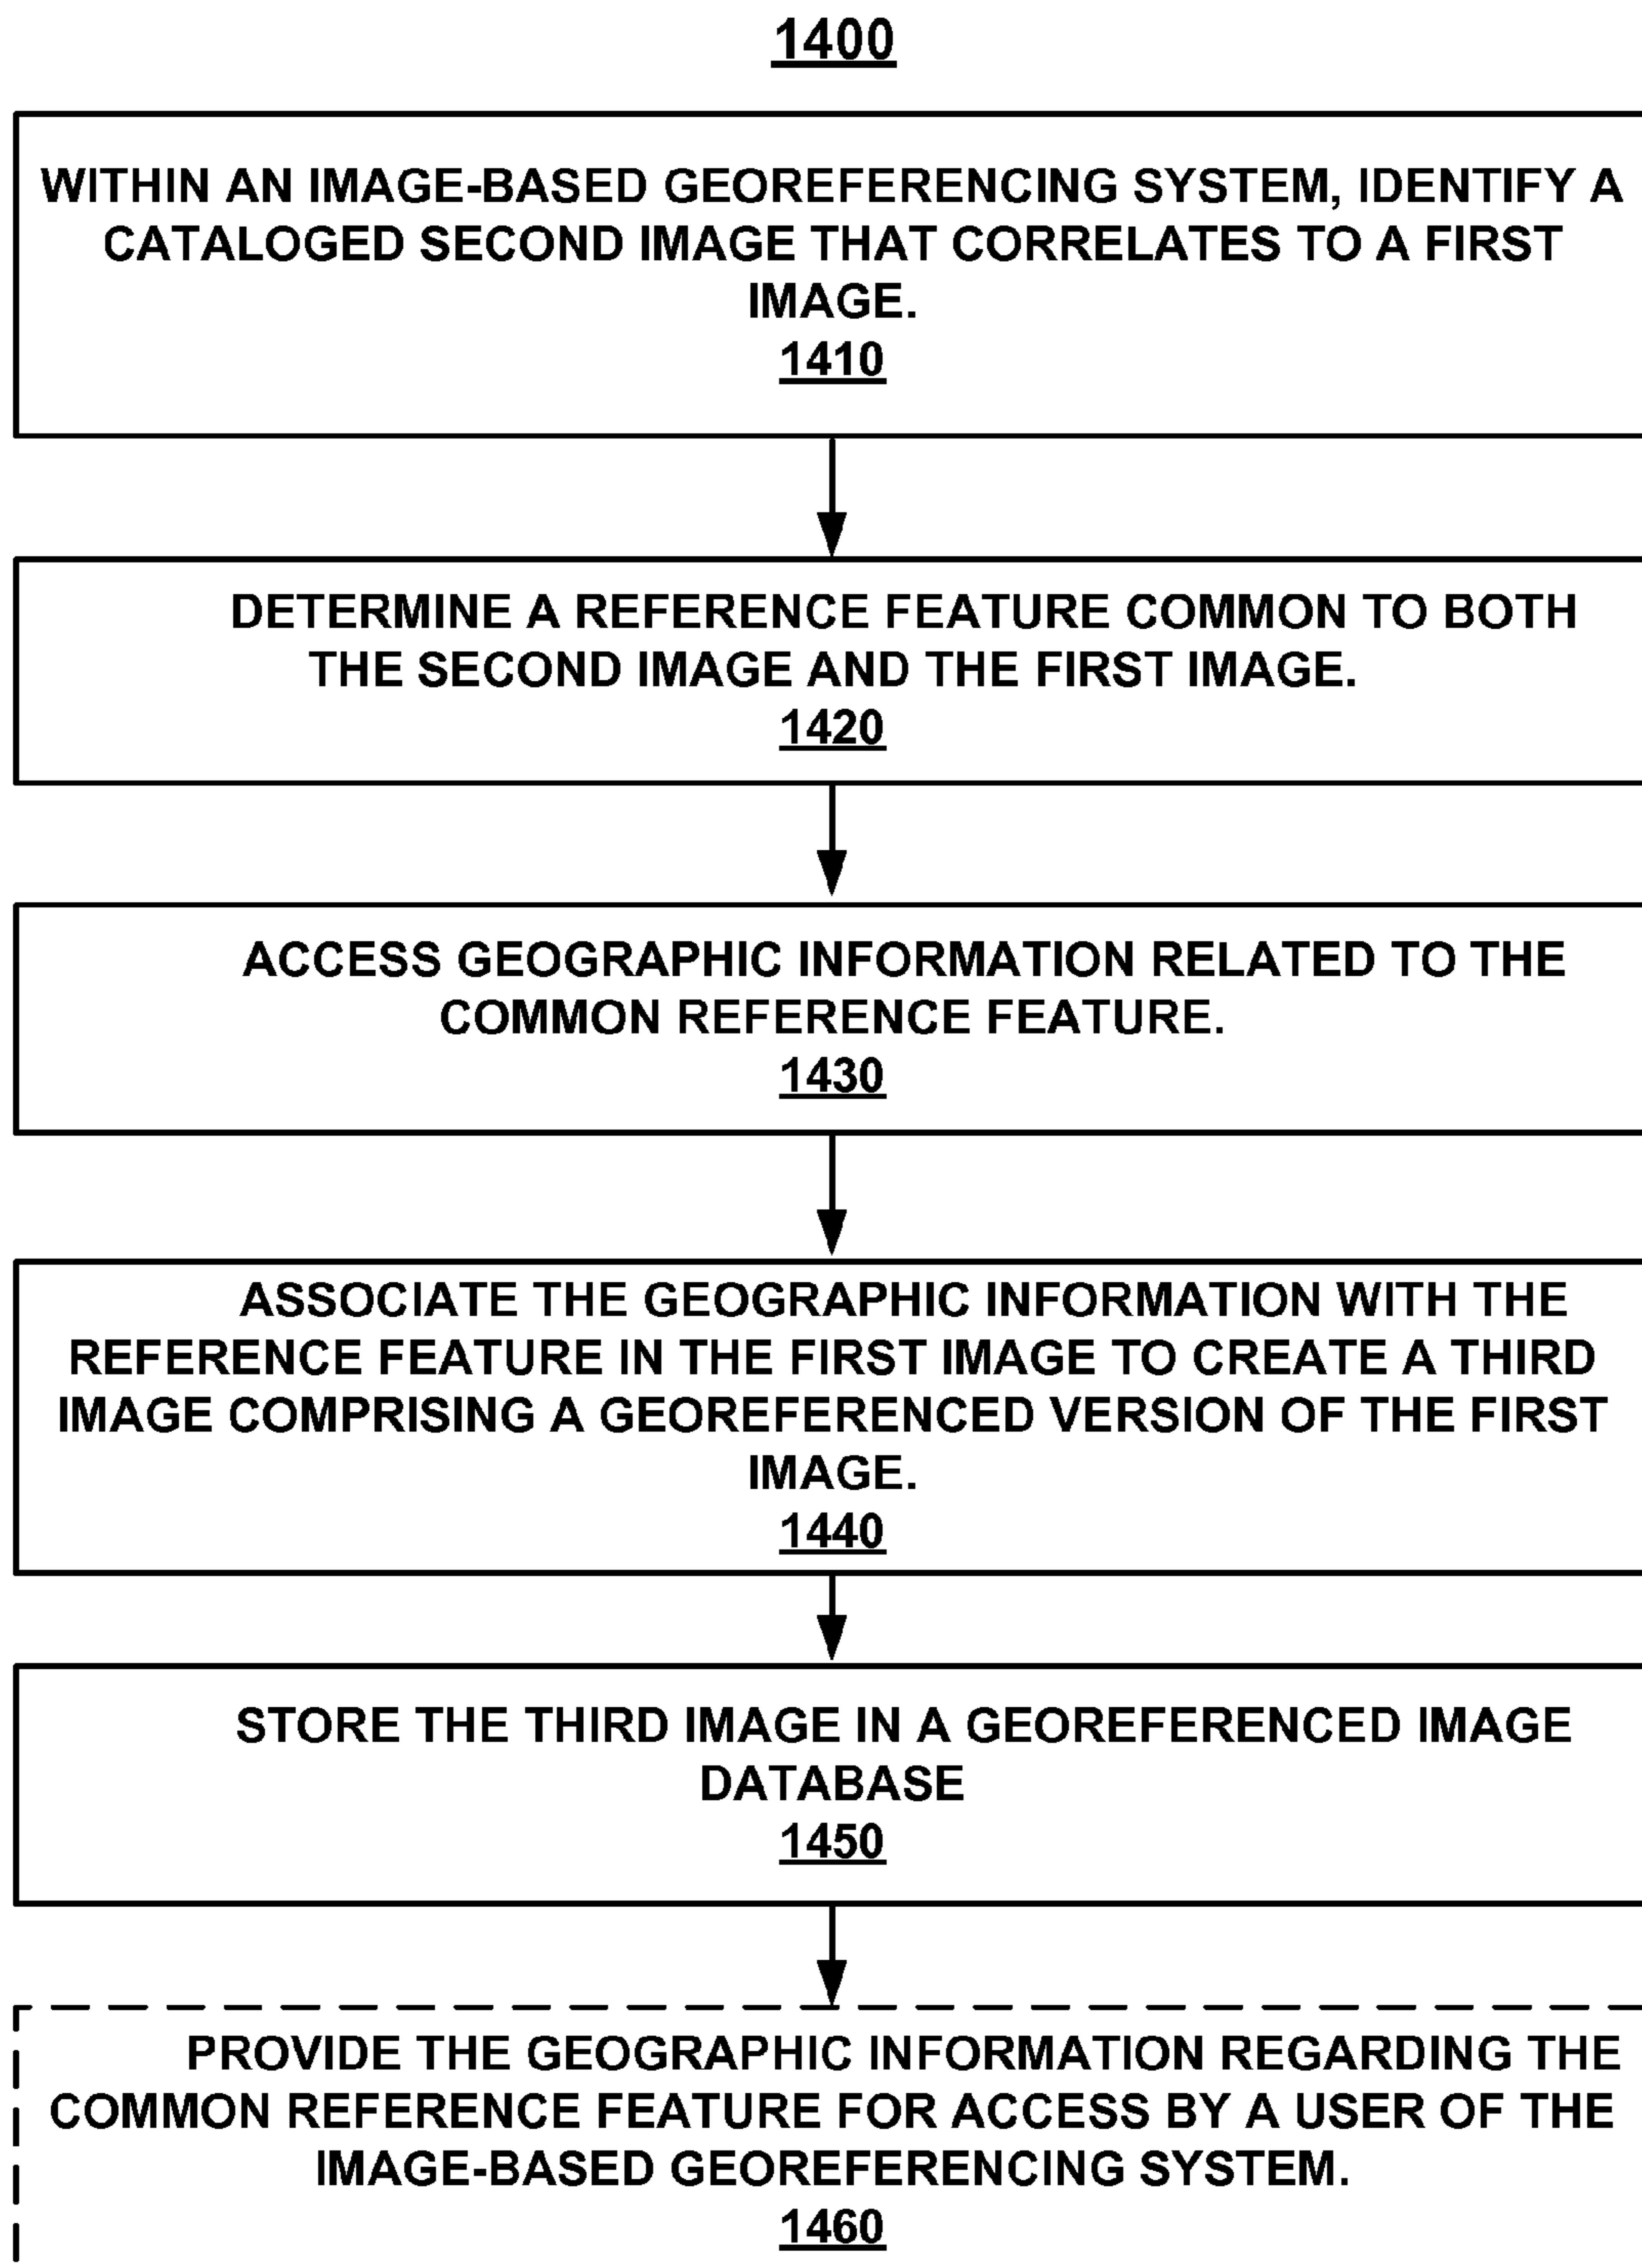 1400
WITHIN AN IMAGE-BASED GEOREFERENCING SYSTEM, IDENTIFY A
CATALOGED SECOND IMAGE THAT CORRELATES TO A FIRST
IMAGE.
1410
DETERMINE A REFERENCE FEATURE COMMON TO BOTH
THE SECOND IMAGE AND THE FIRST IMAGE.
1420
ACCESS GEOGRAPHIC INFORMATION RELATED TO THE
COMMON REFERENCE FEATURE.
1430
ASSOCIATE THE GEOGRAPHIC INFORMATION WITH THE
REFERENCE FEATURE IN THE FIRST IMAGE TO CREATE A THIRD
IMAGE COMPRISING A GEOREFERENCED VERSION OF THE FIRST
IMAGE.
1440
STORE THE THIRD IMAGE IN A GEOREFERENCED IMAGE
DATABASE
1450
PROVIDE THE GEOGRAPHIC INFORMATION REGARDING THE
COMMON REFERENCE FEATURE FOR ACCESS BY A USER OF THE
IMAGE-BASED GEOREFERENCING SYSTEM.
1460